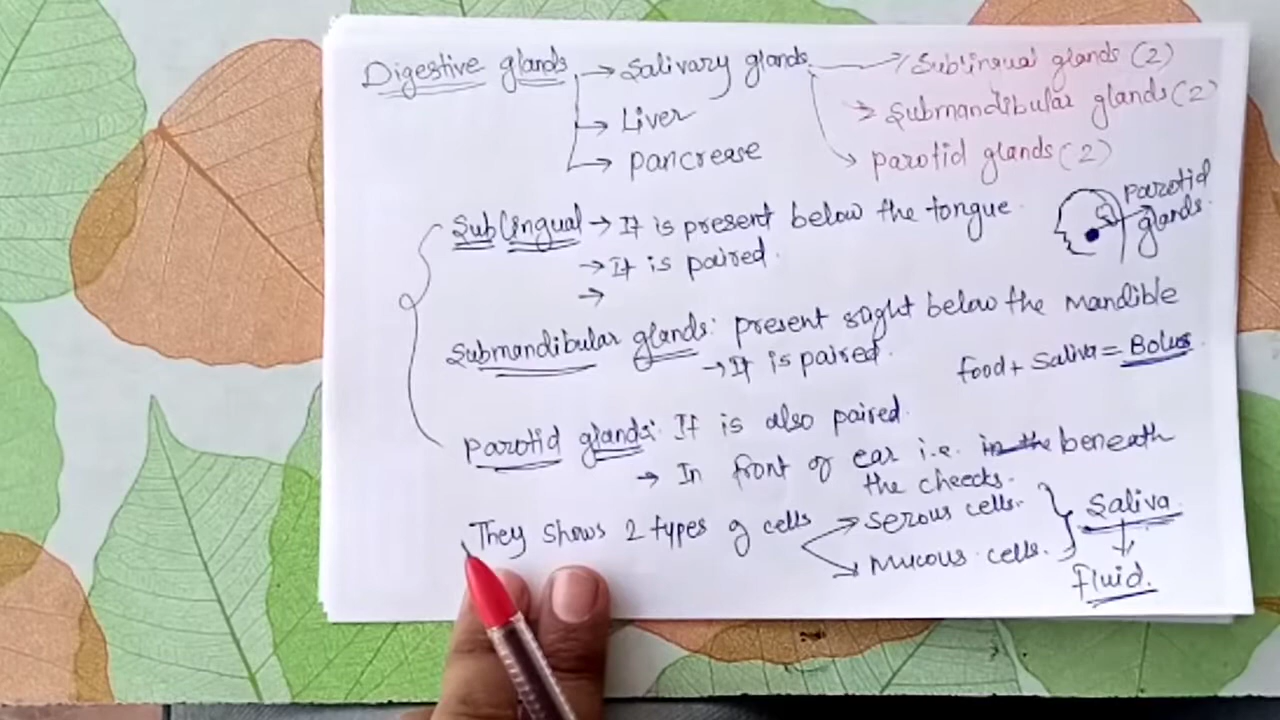 Digestive glands → Salivary glands → Sublingual glands (2)
→ Submandibular glands (2)
→ Liver
→ parotid glands (2)
→ pancrease
parotid glands.
Sublingual → It is present below the tongue.
→ It is paired.
→
Submandibular glands: present saght below the Mandible
→ It is paired.
food + Saliva = Bolus.
parotid glands: It is also paired.
→ In front of ear i.e. in the beneath
the cheecks.
They shows 2 types of cells → serous cells.
→ Mucous cells.
Saliva
↓
fluid.